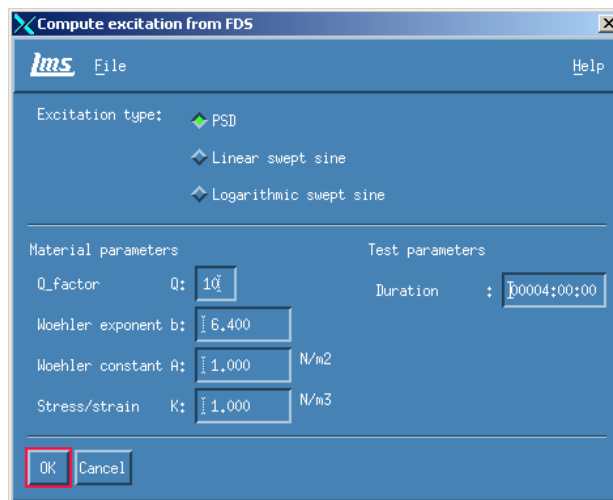 Compute excitation from FDS
lms File Help
Excitation type: PSD
Linear swept sine
Logarithmic swept sine
Material parameters Test parameters
Q_factor Q: 10 Duration : 00004:00:00
Woehler exponent b: 6.400
Woehler constant A: 1.000 N/m2
Stress/strain K: 1.000 N/m3
OK Cancel